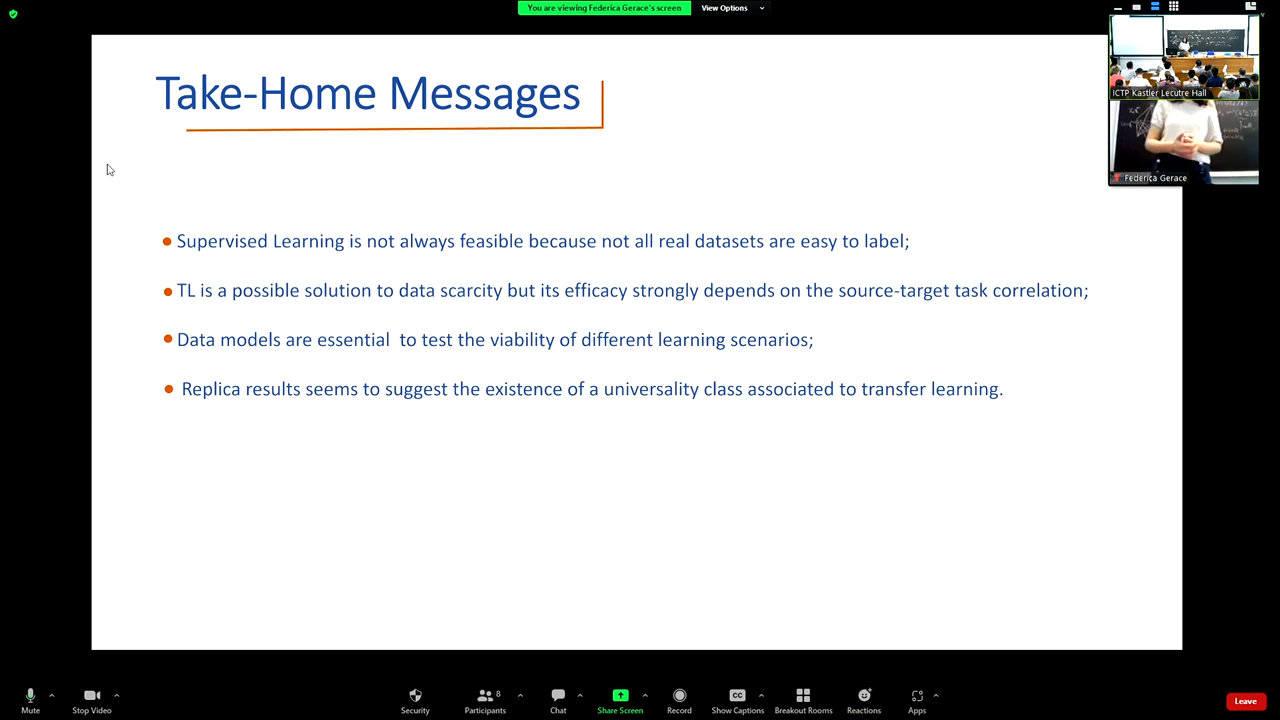 You are viewing Federica Gerace's screen
View Options
Take-Home Messages
ICTP Kastler Lecutre Hall
Federica Gerace
Supervised Learning is not always feasible because not all real datasets are easy to label;
TL is a possible solution to data scarcity but its efficacy strongly depends on the source-target task correlation;
Data models are essential to test the viability of different learning scenarios;
Replica results seems to suggest the existence of a universality class associated to transfer learning.
Mute
Stop Video
Security
Participants
8
Chat
Share Screen
Record
CC
Show Captions
Breakout Rooms
Reactions
Apps
Leave